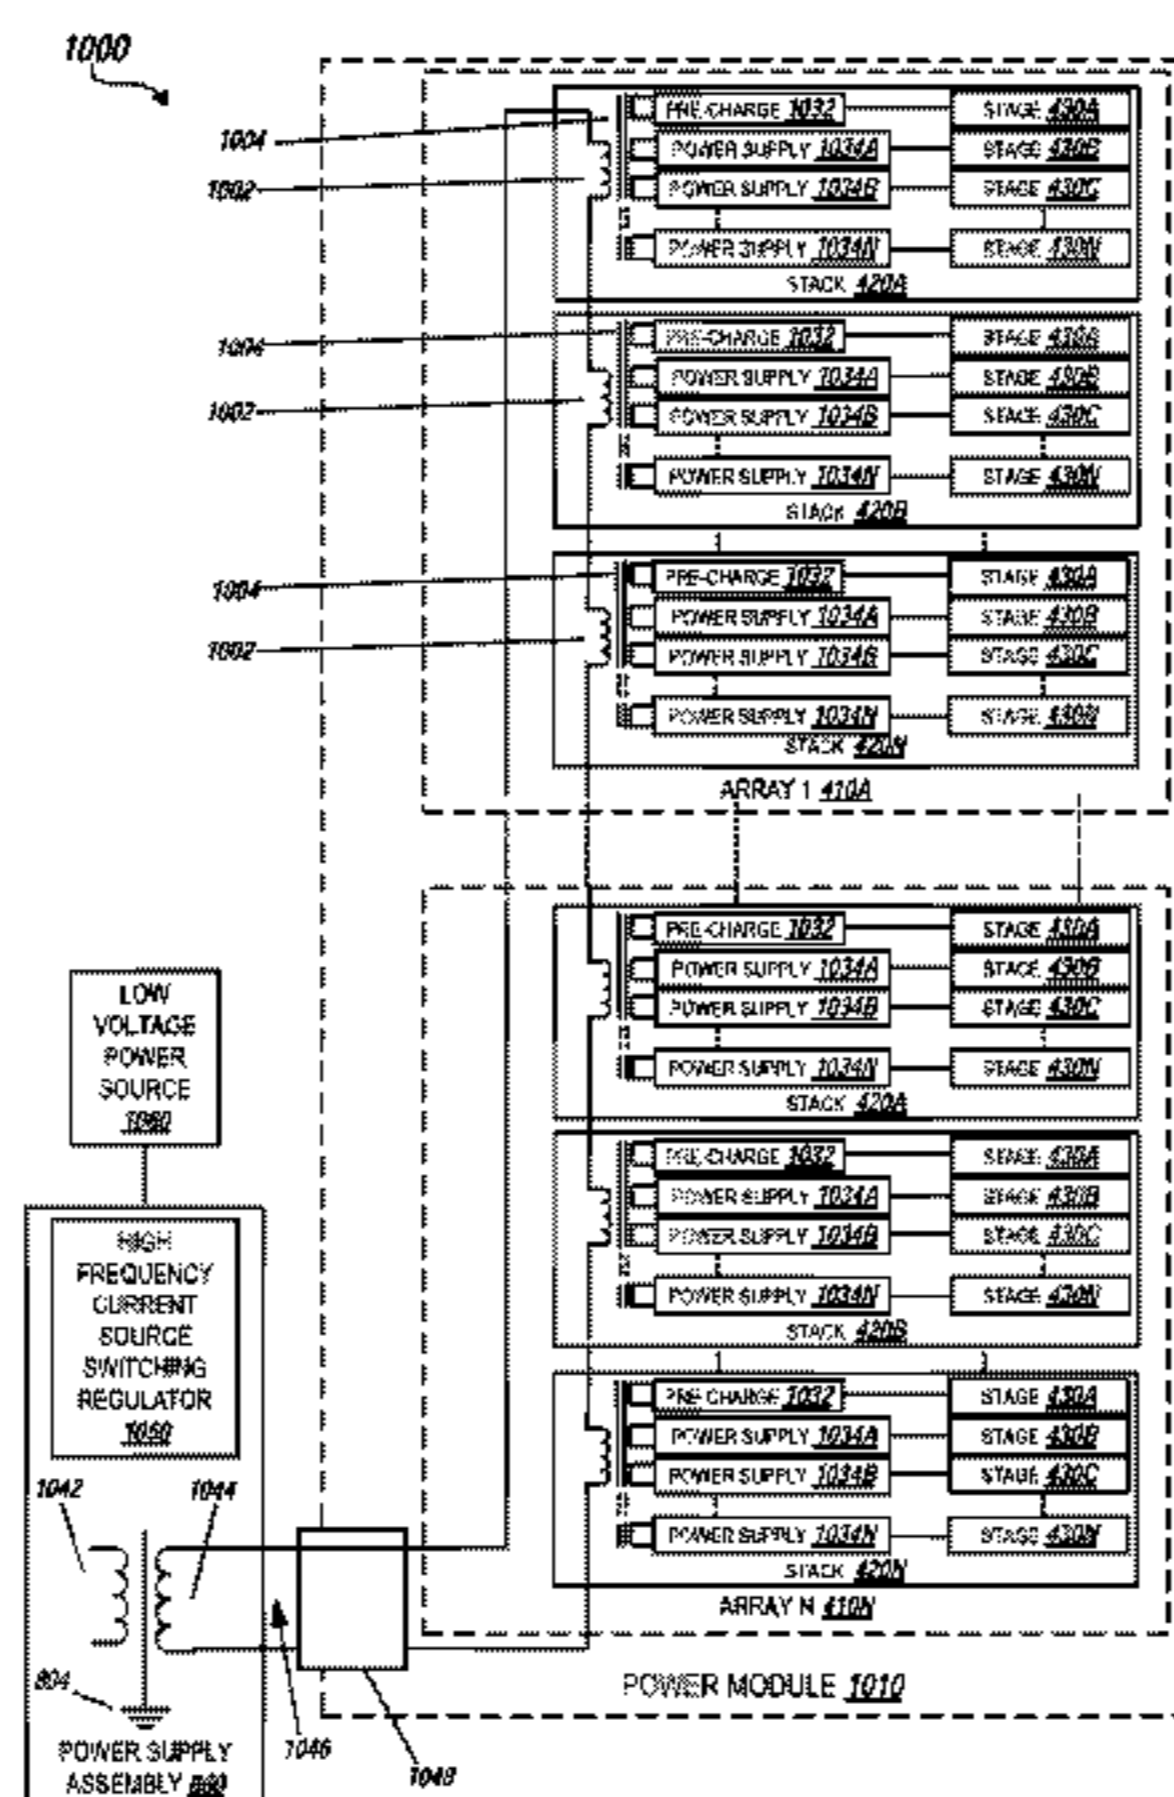 1000
1004
1002
PRE-CHARGE 1032 STAGE 430A
POWER SUPPLY 1034A STAGE 430B
POWER SUPPLY 1034B STAGE 430C
POWER SUPPLY 1034N STAGE 430N
STACK 420A
1004
1002
PRE-CHARGE 1032 STAGE 430A
POWER SUPPLY 1034A STAGE 430B
POWER SUPPLY 1034B STAGE 430C
POWER SUPPLY 1034N STAGE 430N
STACK 420B
1004
1002
PRE-CHARGE 1032 STAGE 430A
POWER SUPPLY 1034A STAGE 430B
POWER SUPPLY 1034B STAGE 430C
POWER SUPPLY 1034N STAGE 430N
STACK 420N
ARRAY 1 410A
PRE-CHARGE 1032 STAGE 430A
POWER SUPPLY 1034A STAGE 430B
POWER SUPPLY 1034B STAGE 430C
POWER SUPPLY 1034N STAGE 430N
STACK 420A
PRE-CHARGE 1032 STAGE 430A
POWER SUPPLY 1034A STAGE 430B
POWER SUPPLY 1034B STAGE 430C
POWER SUPPLY 1034N STAGE 430N
STACK 420B
PRE-CHARGE 1032 STAGE 430A
POWER SUPPLY 1034A STAGE 430B
POWER SUPPLY 1034B STAGE 430C
POWER SUPPLY 1034N STAGE 430N
STACK 420N
ARRAY N 410N
POWER MODULE 1010
LOW
VOLTAGE
POWER
SOURCE
1060
HIGH
FREQUENCY
CURRENT
SOURCE
SWITCHING
REGULATOR
1050
1042
1044
804
1046
1048
POWER SUPPLY
ASSEMBLY